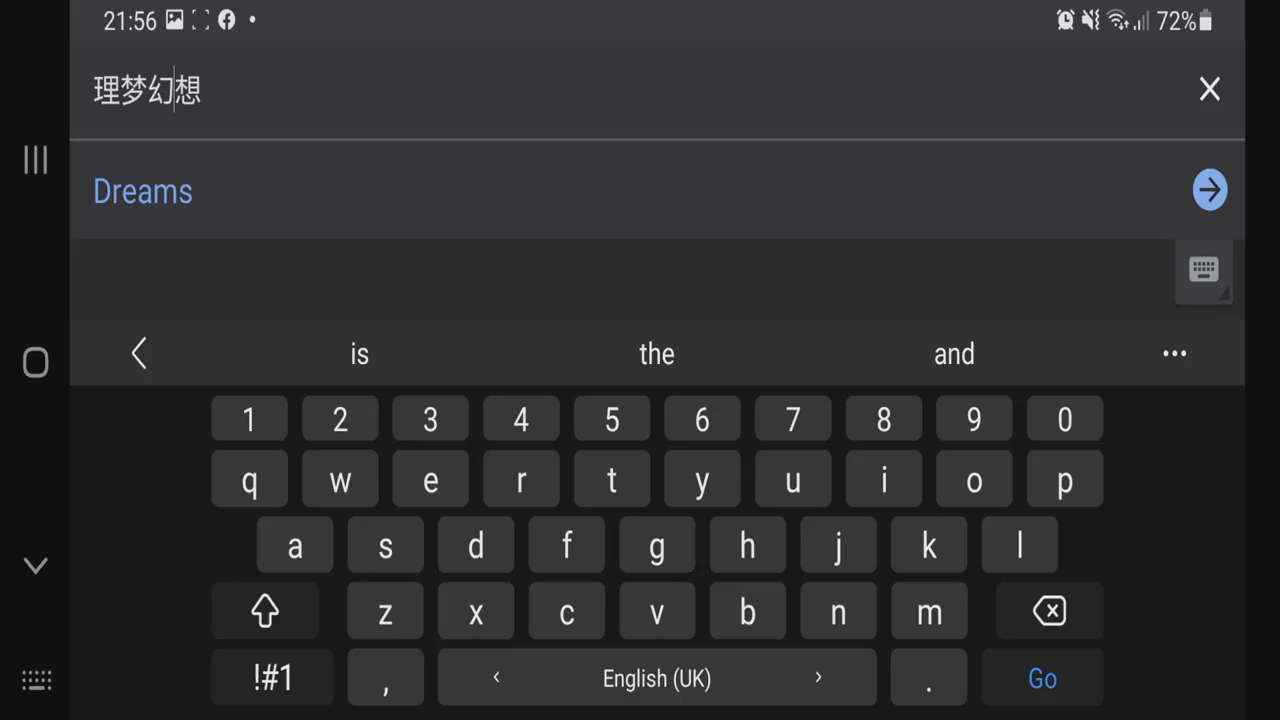 21:56 72%
理梦幻想
Dreams
is the and
1 2 3 4 5 6 7 8 9 0
q w e r t y u i o p
a s d f g h j k l
z x c v b n m
!#1 , English (UK) . Go